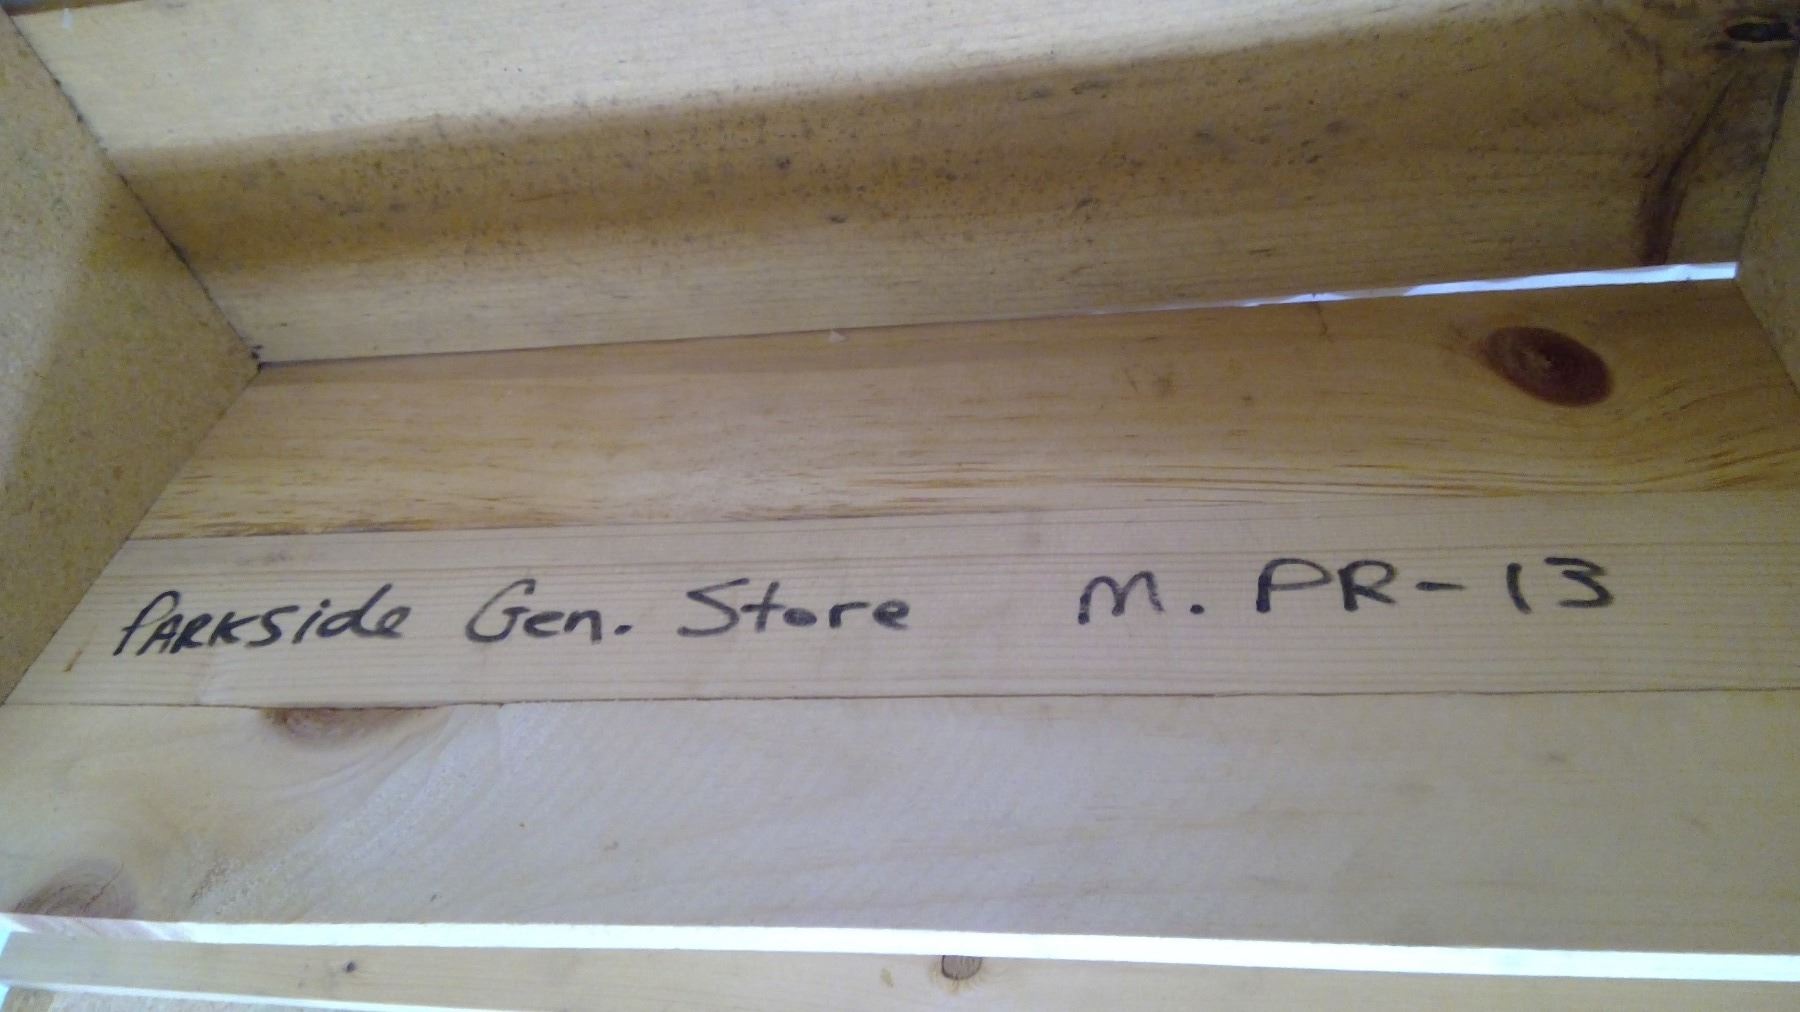 PARKSide Gen. Store M. PR-13